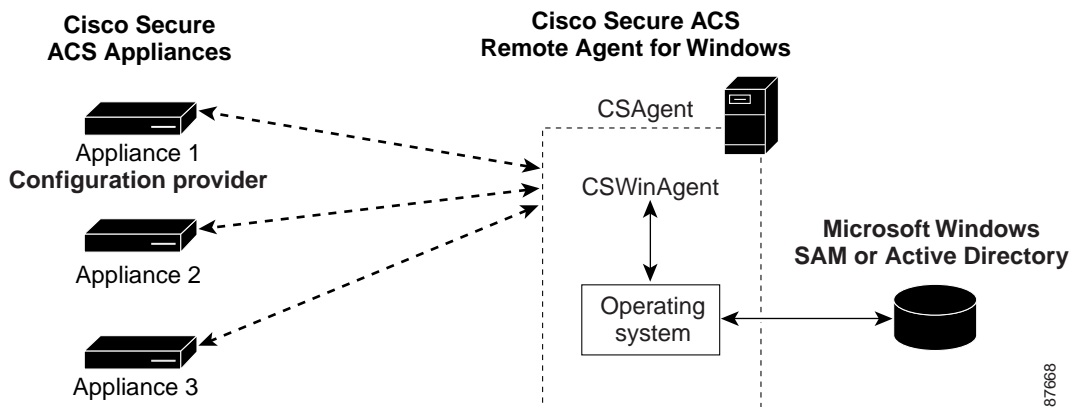 Cisco Secure
ACS Appliances
Cisco Secure ACS
Remote Agent for Windows
CSAgent
Appliance 1
Configuration provider
CSWinAgent
Appliance 2
Microsoft Windows
SAM or Active Directory
Operating
system
Appliance 3
87668